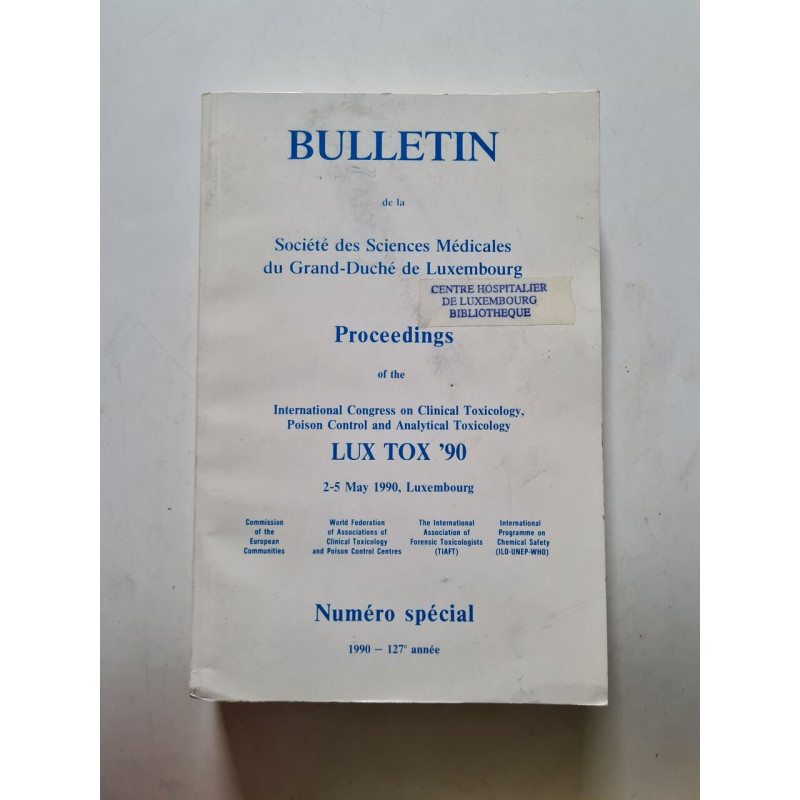 BULLETIN
de la
Société des Sciences Médicales
du Grand-Duché de Luxembourg
CENTRE HOSPITALIER
DE LUXEMBOURG
BIBLIOTHEQUE
Proceedings
of the
International Congress on Clinical Toxicology,
Poison Control and Analytical Toxicology
LUX TOX '90
2-5 May 1990, Luxembourg
Commission
of the
European
Communities
World Federation
of Associations of
Clinical Toxicology
and Poison Control Centres
The International
Association of
Forensic Toxicologists
(TIAFT)
International
Programme on
Chemical Safety
(ILO-UNEP-WHO)
Numéro spécial
1990 – 127e année